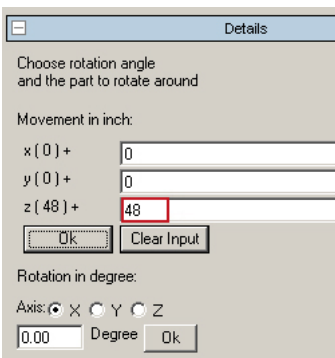 Details
Choose rotation angle
and the part to rotate around
Movement in inch:
x ( 0 ) + 0
y ( 0 ) + 0
z ( 48 ) + 48
Ok Clear Input
Rotation in degree:
Axis: X Y Z
0.00 Degree Ok